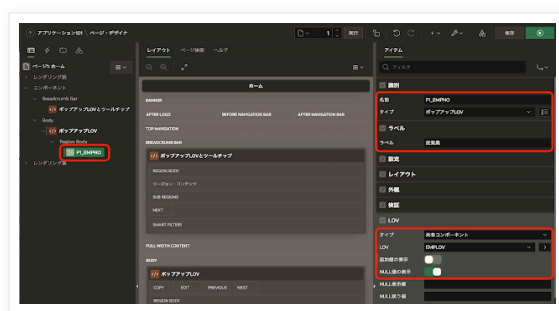 アプリケーション101 \ ページ・デザイナ
1
実行
保存
ページ1: ホーム
レンダリング前
コンポーネント
Breadcrumb Bar
ポップアップLOVとツールチップ
Body
ポップアップLOV
Region Body
P1_EMPNO
レンダリング後
レイアウト
ページ検索
ヘルプ
ホーム
BANNER
AFTER LOGO
BEFORE NAVIGATION BAR
AFTER NAVIGATION BAR
TOP NAVIGATION
BREADCRUMB BAR
ポップアップLOVとツールチップ
REGION BODY
SUB REGIONS
NEXT
SMART FILTERS
FULL WIDTH CONTENT
BODY
ポップアップLOV
COPY
EDIT
PREVIOUS
NEXT
REGION BODY
アイテム
フィルタ
識別
名前
P1_EMPNO
タイプ
ポップアップLOV
ラベル
ラベル
従業員
設定
レイアウト
外観
検証
LOV
タイプ
共有コンポーネント
LOV
EMPLOV
追加値の表示
NULL値の表示
NULL表示値
NULL戻り値